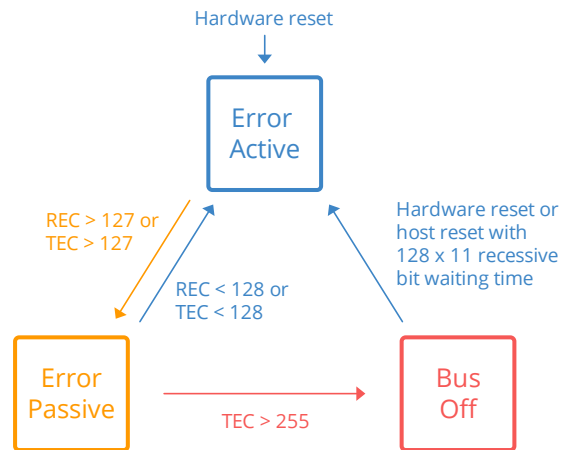 Hardware reset
Error
Active
REC > 127 or
TEC > 127
Hardware reset or
host reset with
128 x 11 recessive
bit waiting time
REC < 128 or
TEC < 128
Error
Passive
TEC > 255
Bus
Off